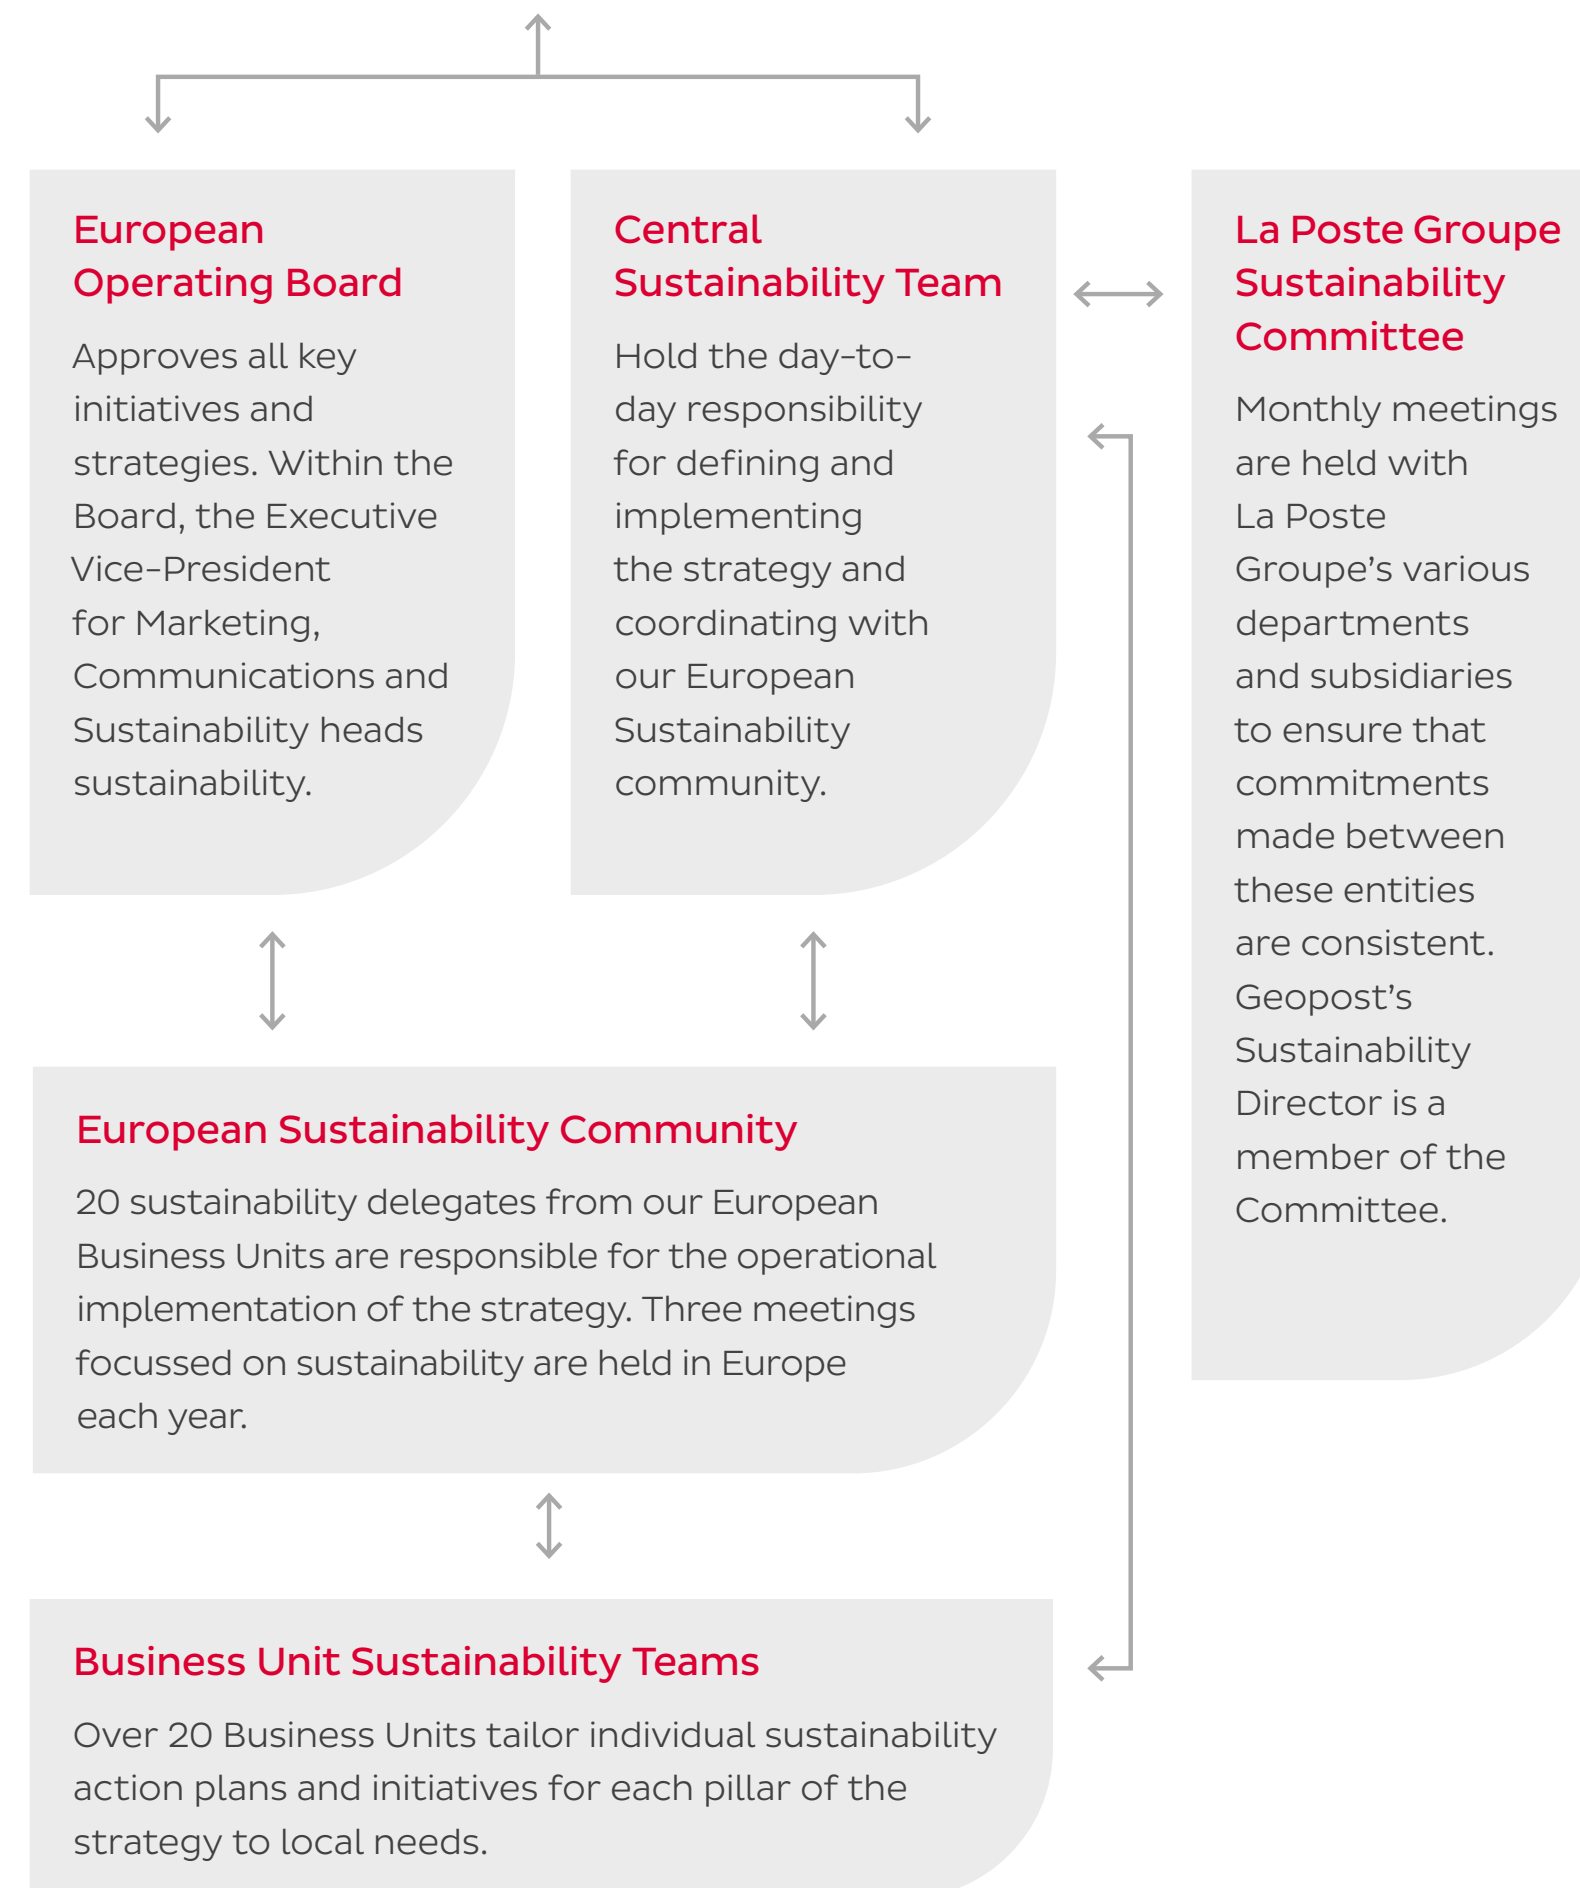 European
Operating Board
Approves all key
initiatives and
strategies. Within the
Board, the Executive
Vice-President
for Marketing,
Communications and
Sustainability heads
sustainability.
Central
Sustainability Team
Hold the day-to-
day responsibility
for defining and
implementing
the strategy and
coordinating with
our European
Sustainability
community.
La Poste Groupe
Sustainability
Committee
Monthly meetings
are held with
La Poste
Groupe’s various
departments
and subsidiaries
to ensure that
commitments
made between
these entities
are consistent.
Geopost’s
Sustainability
Director is a
member of the
Committee.
European Sustainability Community
20 sustainability delegates from our European
Business Units are responsible for the operational
implementation of the strategy. Three meetings
focussed on sustainability are held in Europe
each year.
Business Unit Sustainability Teams
Over 20 Business Units tailor individual sustainability
action plans and initiatives for each pillar of the
strategy to local needs.